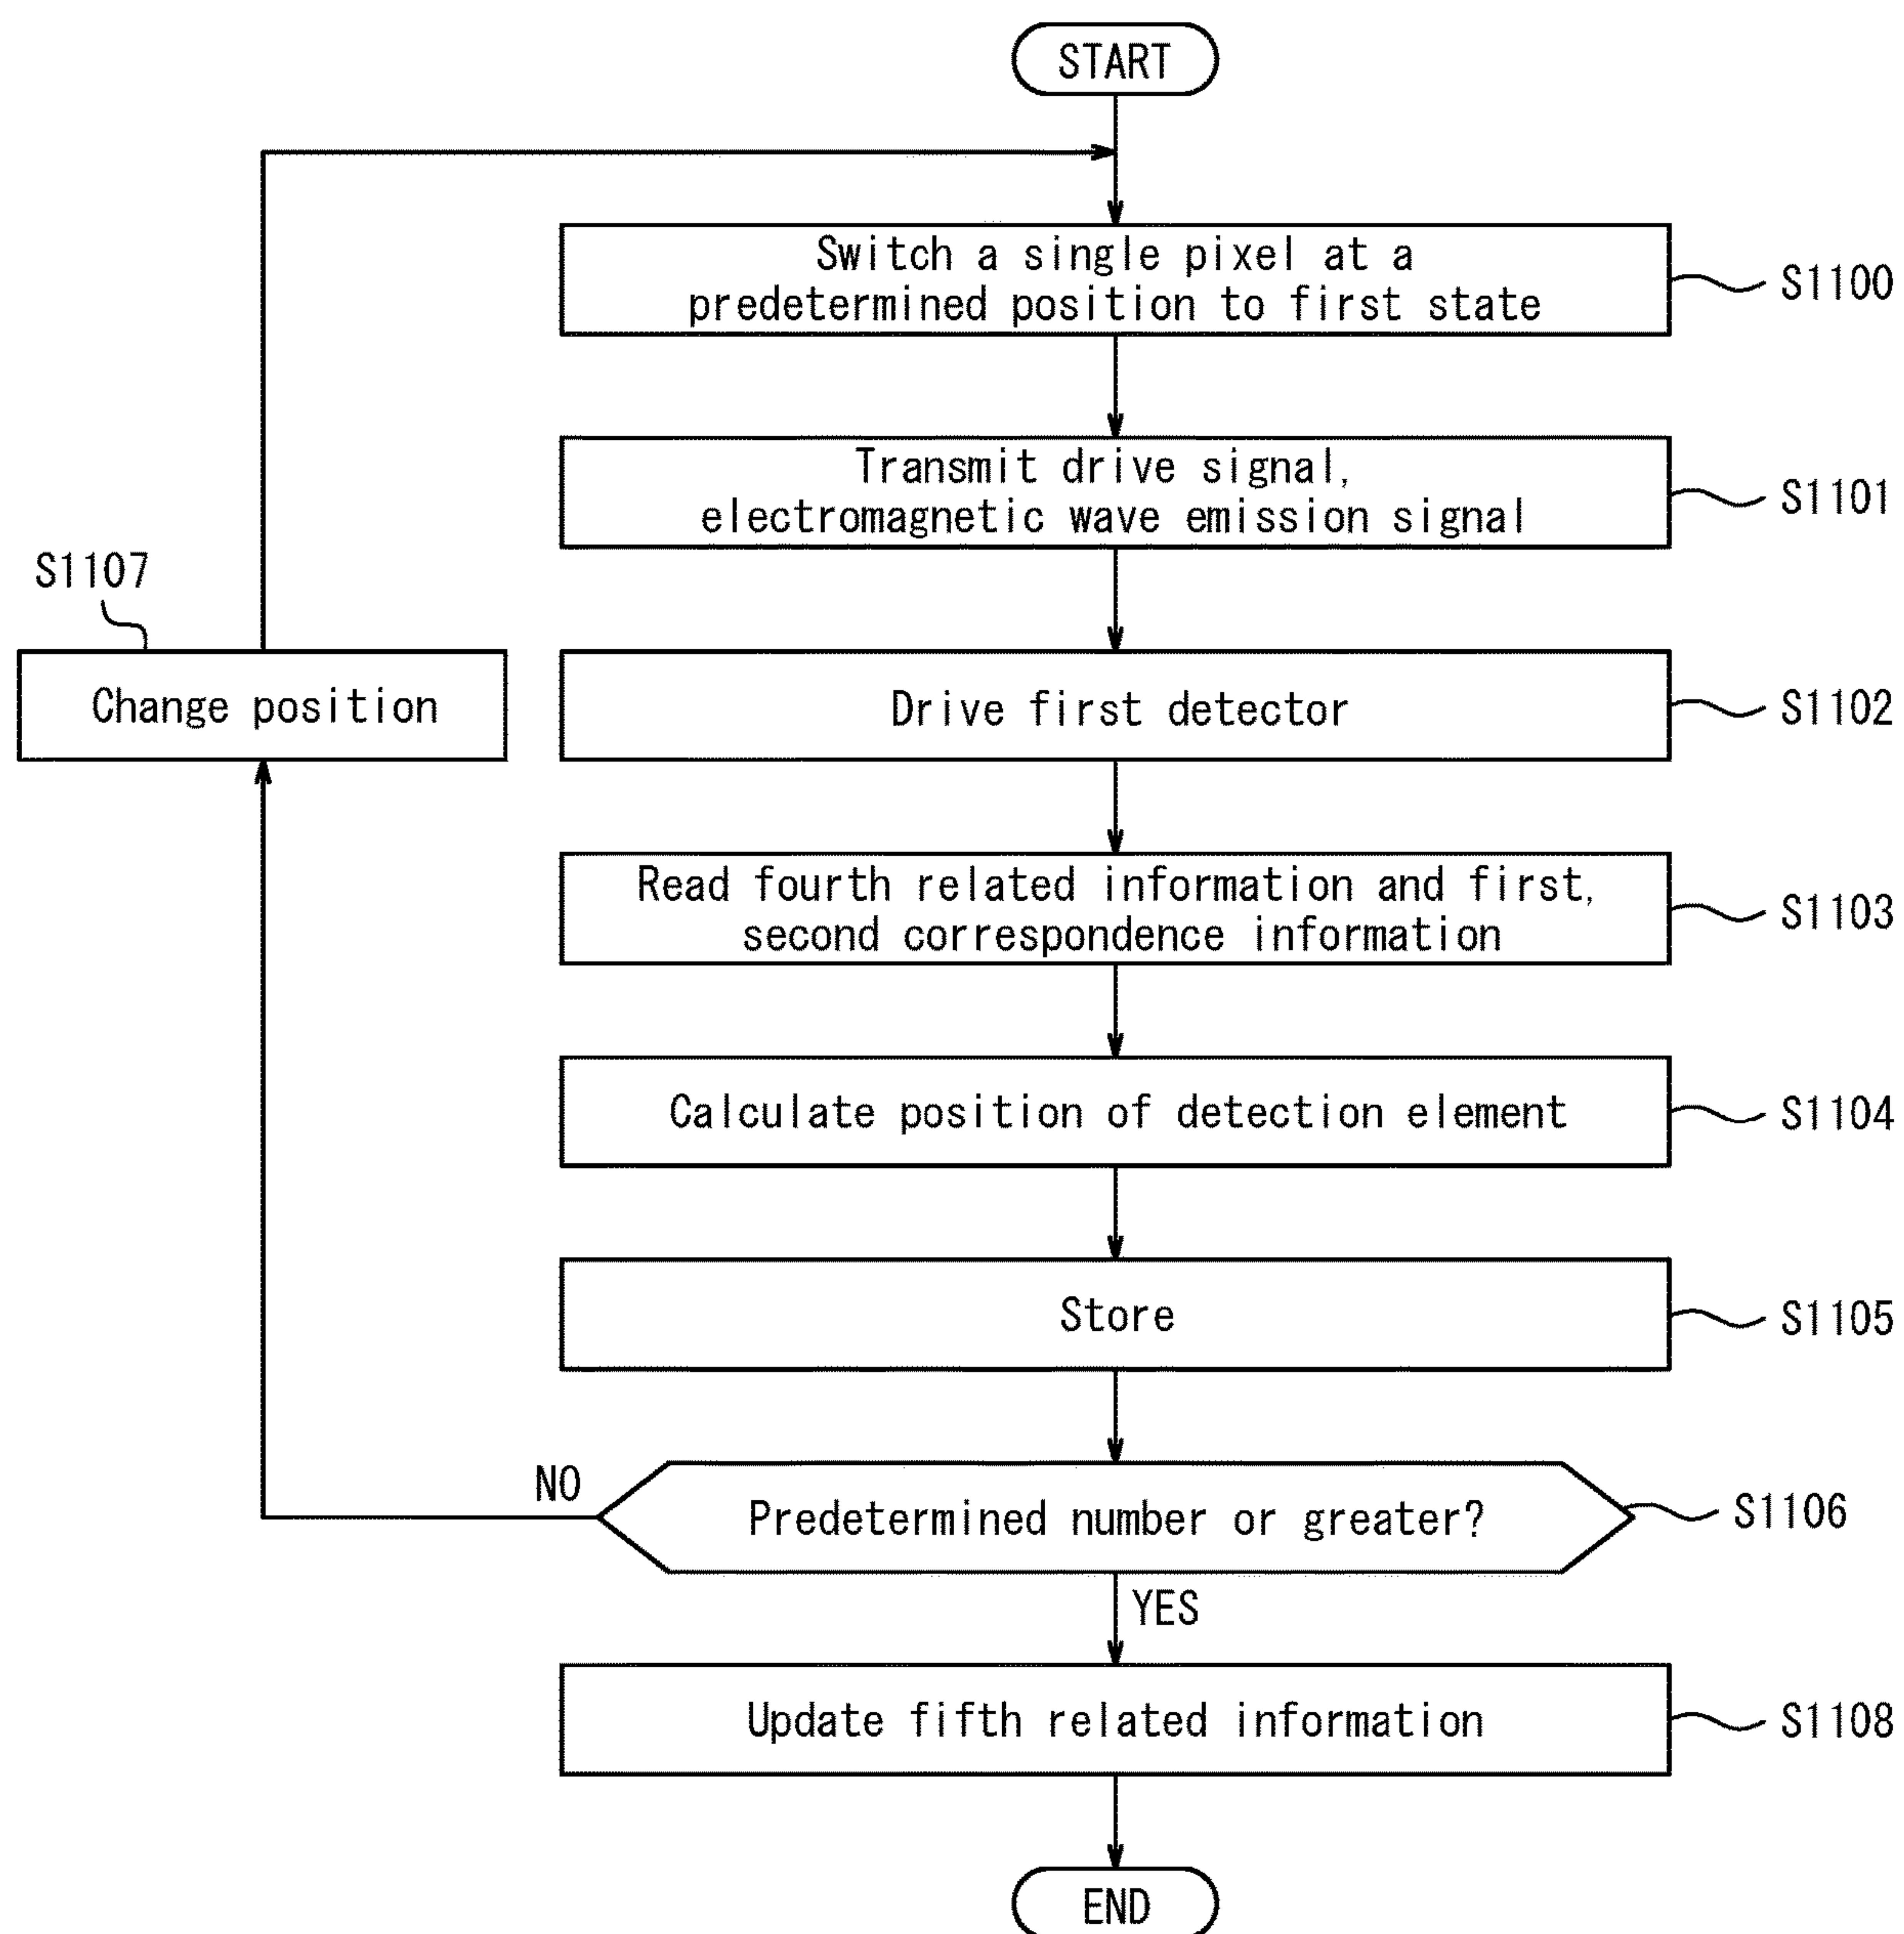 START
Switch a single pixel at a
predetermined position to first state
S1100
Transmit drive signal,
electromagnetic wave emission signal
S1101
S1107
Change position
Drive first detector
S1102
Read fourth related information and first,
second correspondence information
S1103
Calculate position of detection element
S1104
Store
S1105
NO
Predetermined number or greater?
S1106
YES
Update fifth related information
S1108
END